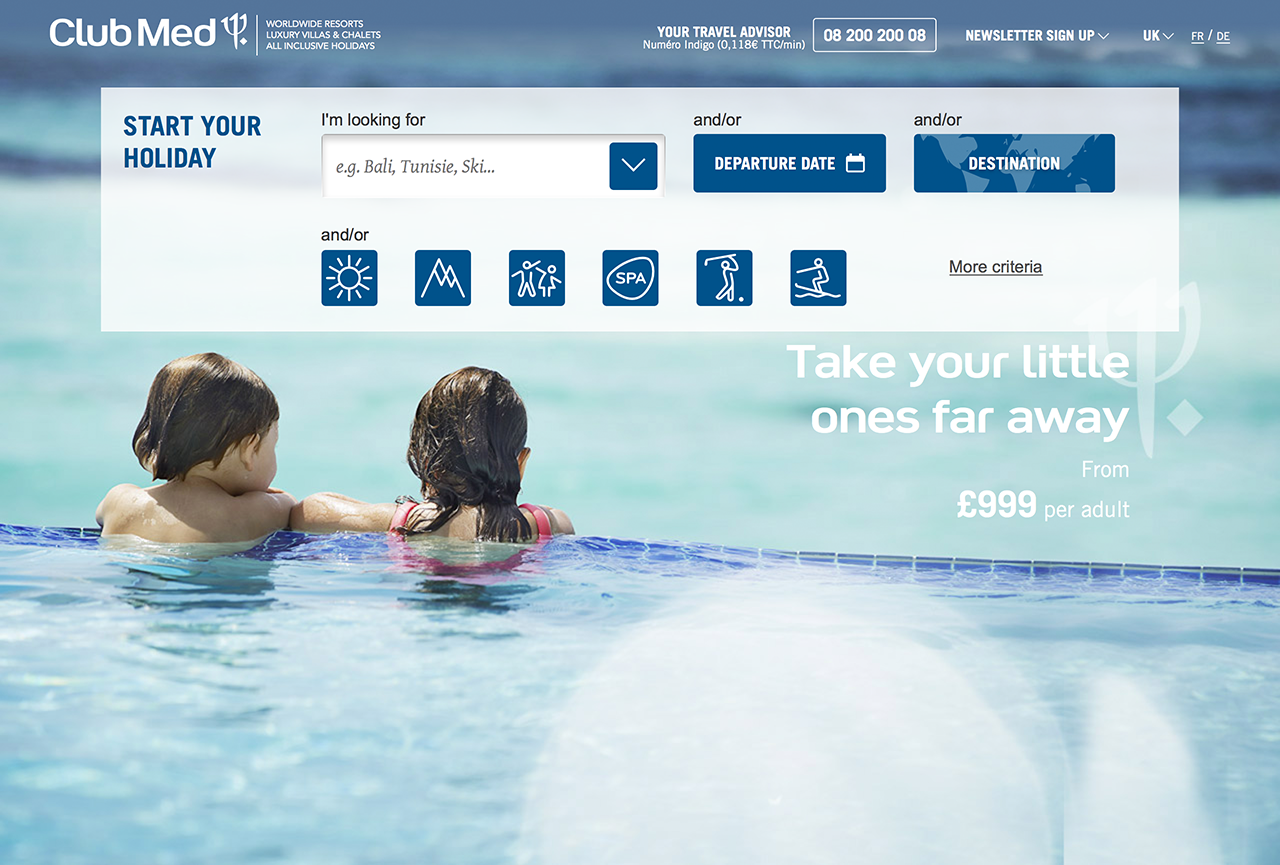 Club Med
WORLDWIDE RESORTS
LUXURY VILLAS & CHALETS
ALL INCLUSIVE HOLIDAYS
YOUR TRAVEL ADVISOR
Numéro Indigo (0,118€ TTC/min)
08 200 200 08
NEWSLETTER SIGN UP
UK
FR / DE
START YOUR
HOLIDAY
I'm looking for
e.g. Bali, Tunisie, Ski...
and/or
DEPARTURE DATE
and/or
DESTINATION
and/or
SPA
More criteria
Take your little
ones far away
From
£999 per adult